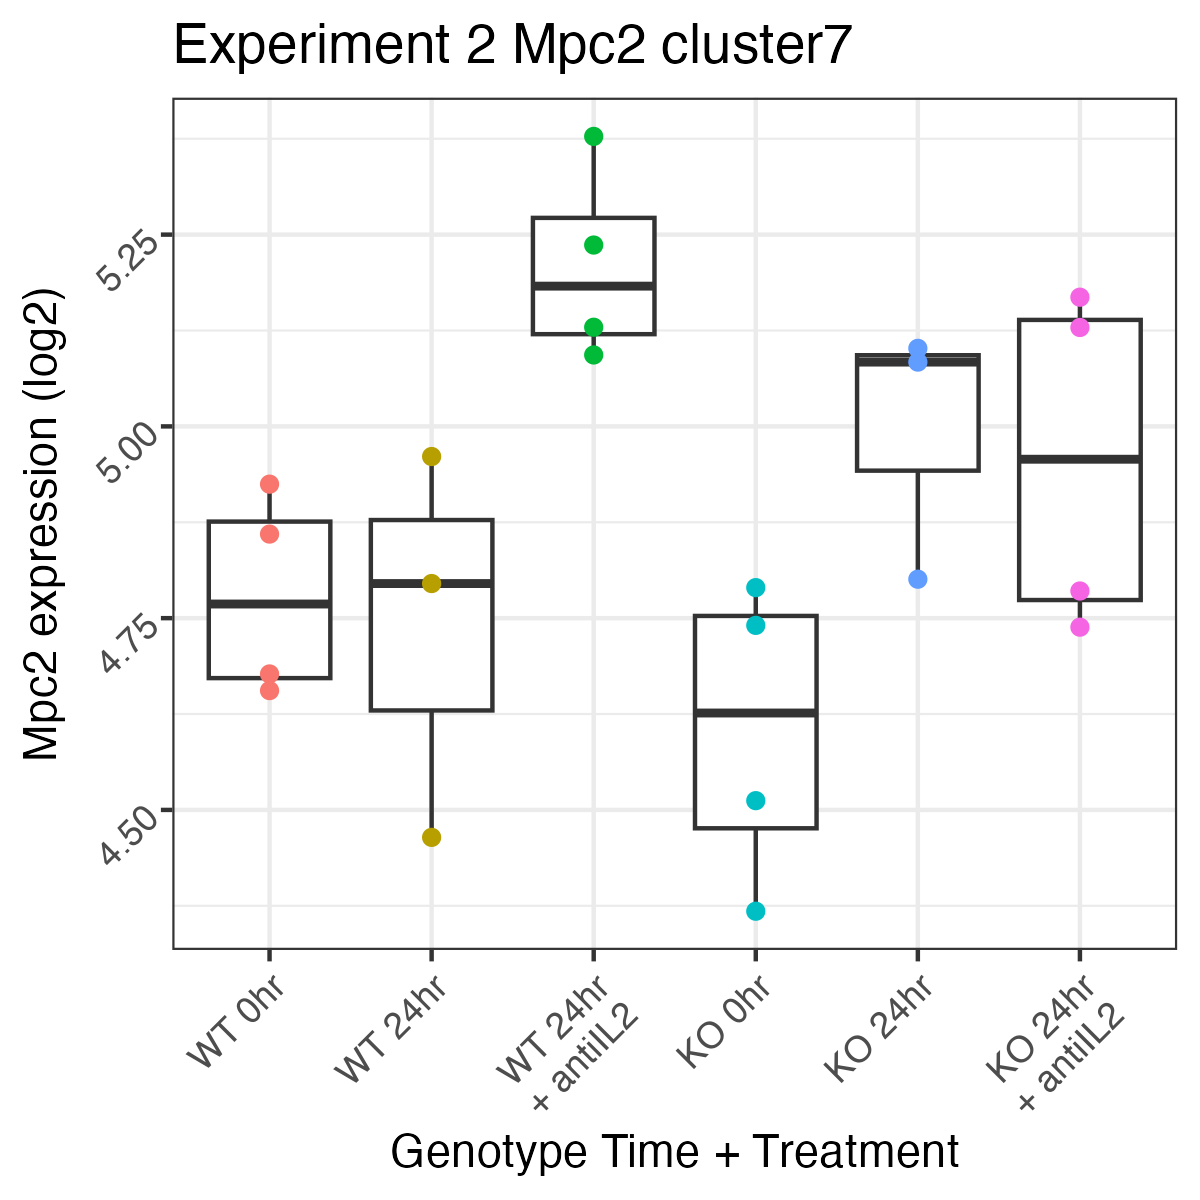 Experiment 2 Mpc2 cluster7
Mpc2 expression (log2)
5.25
5.00
4.75
4.50
WT 0hr
WT 24hr
WT 24hr
+ antiIL2
KO 0hr
KO 24hr
KO 24hr
+ antiIL2
Genotype Time + Treatment